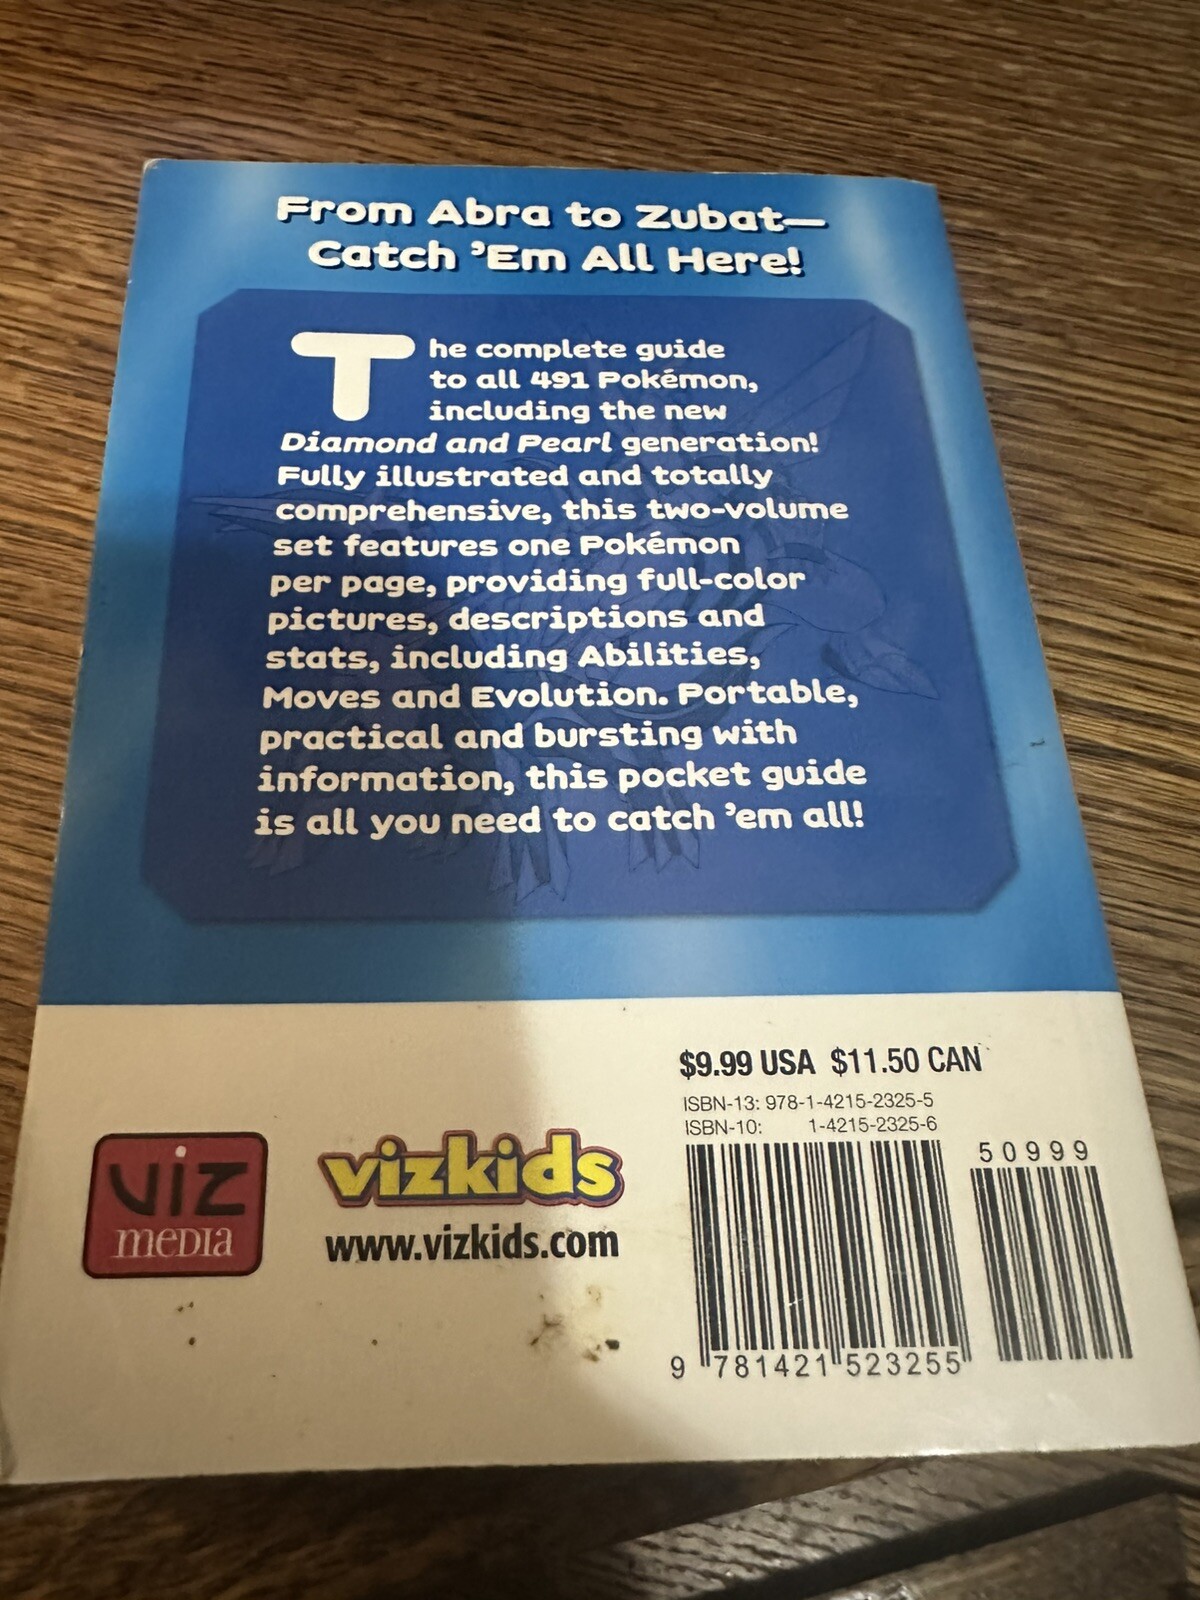 From Abra to Zubat—
Catch 'Em All Here!
The complete guide
to all 491 Pokémon,
including the new
Diamond and Pearl generation!
Fully illustrated and totally
comprehensive, this two-volume
set features one Pokémon
per page, providing full-color
pictures, descriptions and
stats, including Abilities,
Moves and Evolution. Portable,
practical and bursting with
information, this pocket guide
is all you need to catch 'em all!
$9.99 USA $11.50 CAN
ISBN-13: 978-1-4215-2325-5
ISBN-10: 1-4215-2325-6
50999
viz
media
vizkids
www.vizkids.com
9 781421 523255